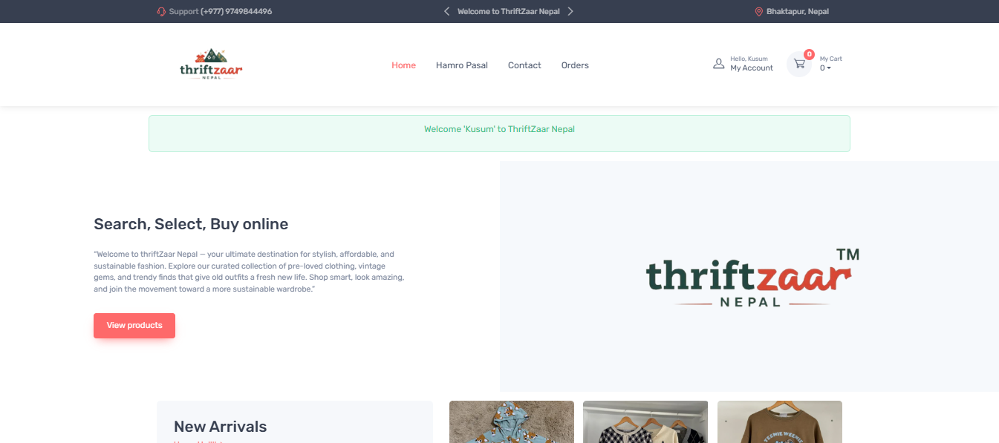 Support (+977) 9749844496
Welcome to ThriftZaar Nepal
Bhaktapur, Nepal
thriftzaar
NEPAL
Home
Hamro Pasal
Contact
Orders
Hello, Kusum
My Account
0
My Cart
0
Welcome 'Kusum' to ThriftZaar Nepal
Search, Select, Buy online
"Welcome to thriftZaar Nepal — your ultimate destination for stylish, affordable, and
sustainable fashion. Explore our curated collection of pre-loved clothing, vintage
gems, and trendy finds that give old outfits a fresh new life. Shop smart, look amazing,
and join the movement toward a more sustainable wardrobe."
View products
thriftzaar TM
NEPAL
New Arrivals
TEENIE WEENIE